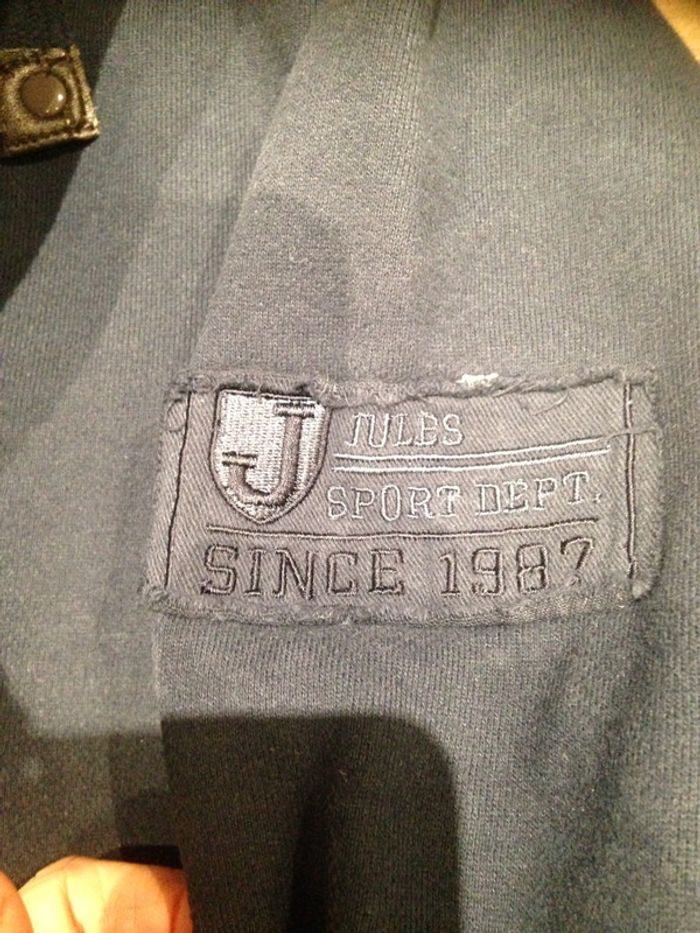 J
JULES
SPORT DEPT.
SINCE 1987